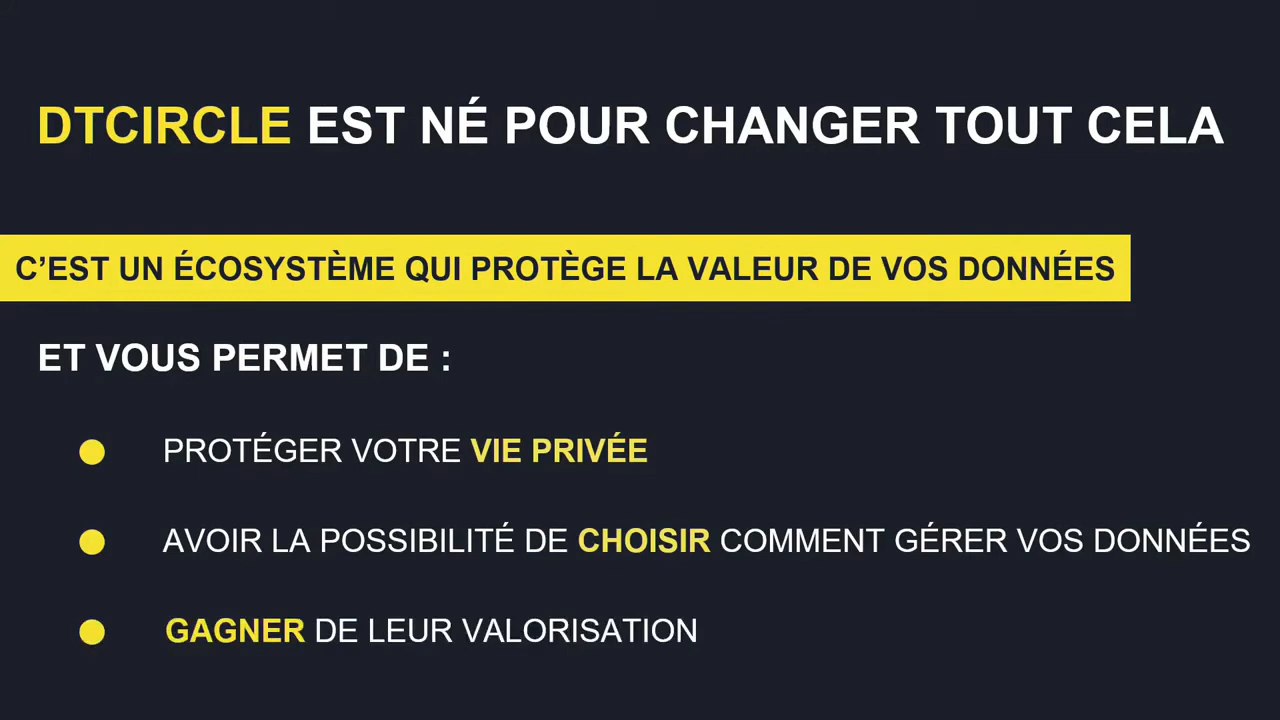 DTCIRCLE EST NÉ POUR CHANGER TOUT CELA
C’EST UN ÉCOSYSTÈME QUI PROTÈGE LA VALEUR DE VOS DONNÉES
ET VOUS PERMET DE :
PROTÉGER VOTRE VIE PRIVÉE
AVOIR LA POSSIBILITÉ DE CHOISIR COMMENT GÉRER VOS DONNÉES
GAGNER DE LEUR VALORISATION